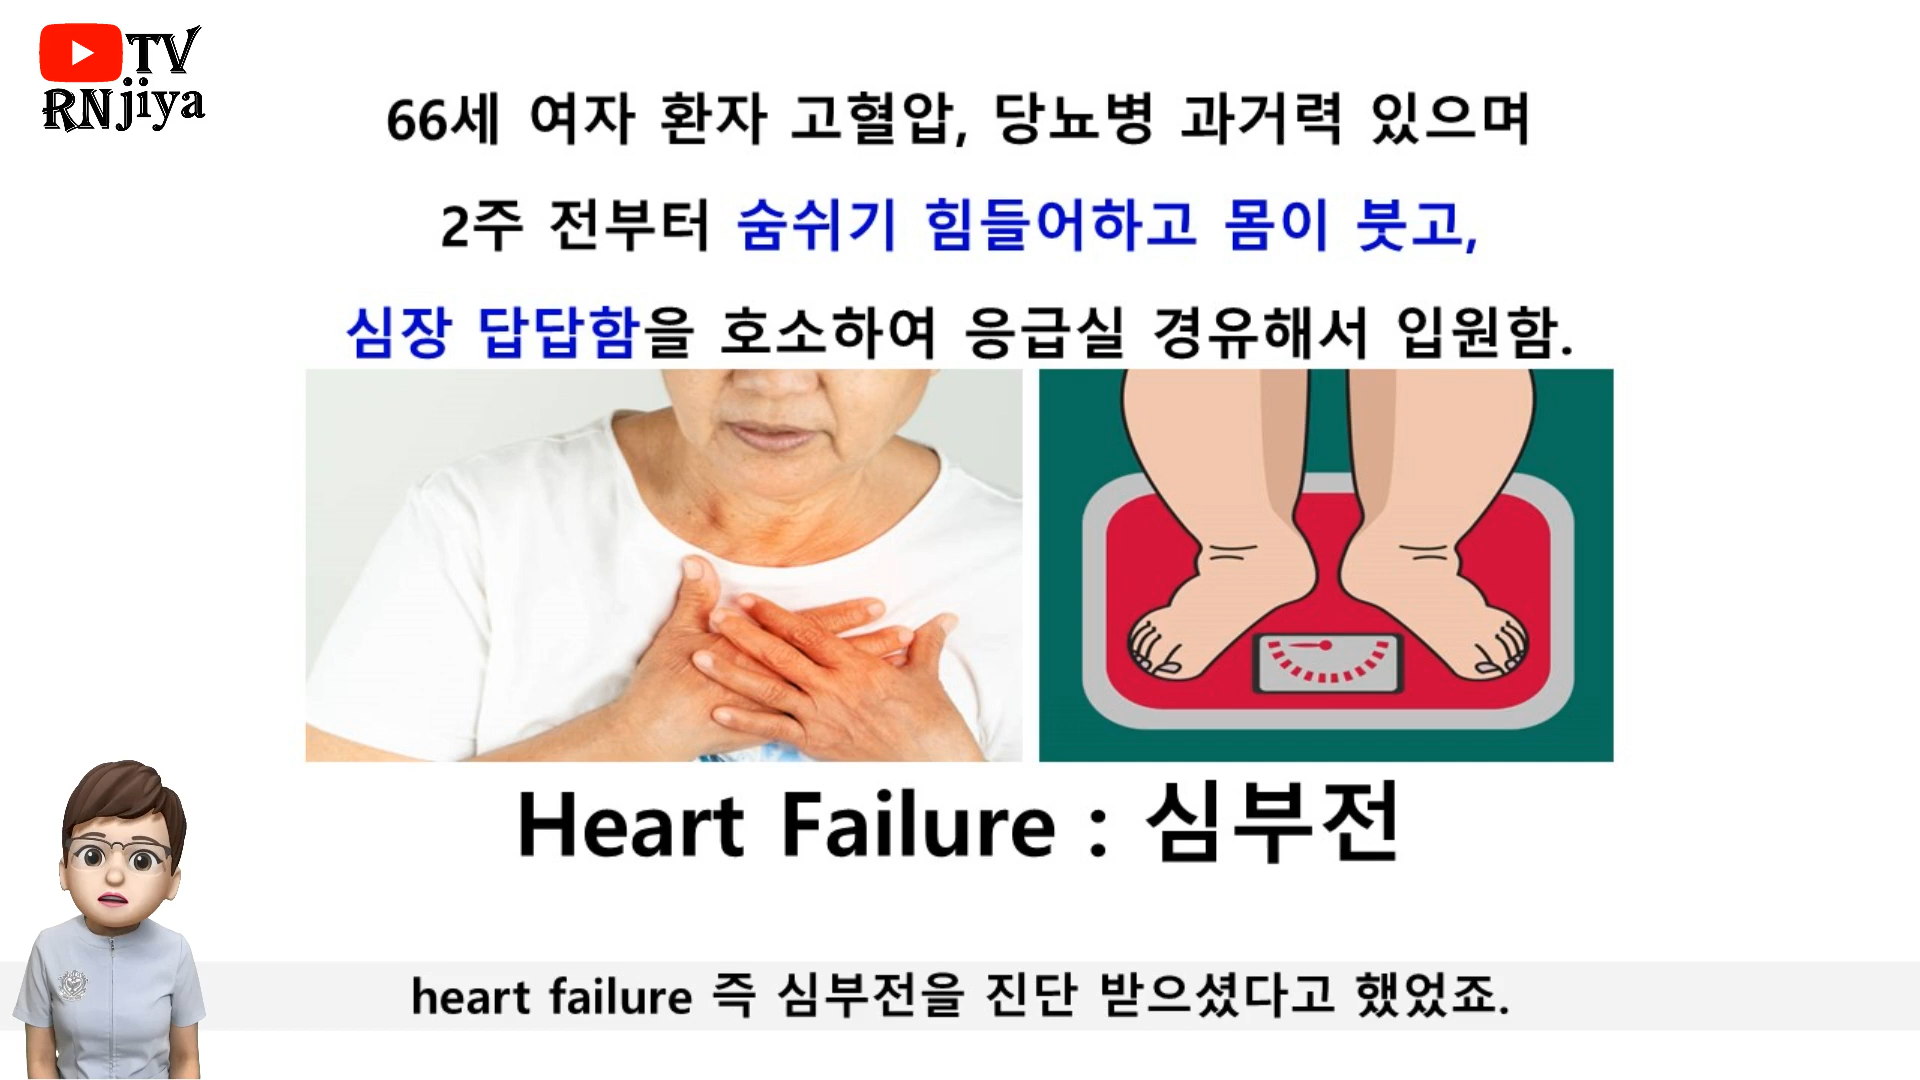 TV
RNjiya
66세 여자 환자 고혈압, 당뇨병 과거력 있으며
2주 전부터 숨쉬기 힘들어하고 몸이 붓고,
심장 답답함을 호소하여 응급실 경유해서 입원함.
Heart Failure : 심부전
heart failure 즉 심부전을 진단 받으셨다고 했었죠.